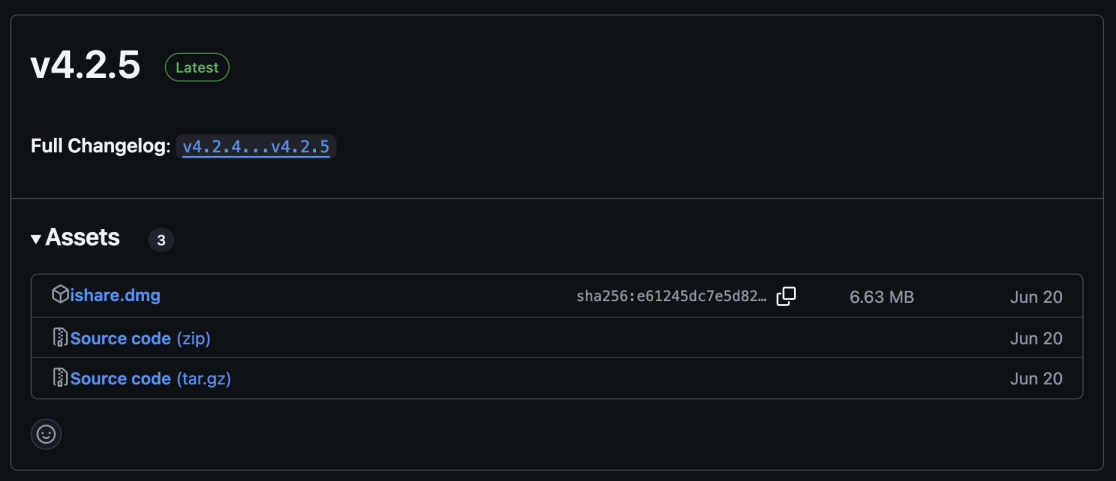 v4.2.5 Latest
Full Changelog: v4.2.4...v4.2.5
Assets 3
ishare.dmg sha256:e61245dc7e5d82… 6.63 MB Jun 20
Source code (zip) Jun 20
Source code (tar.gz) Jun 20